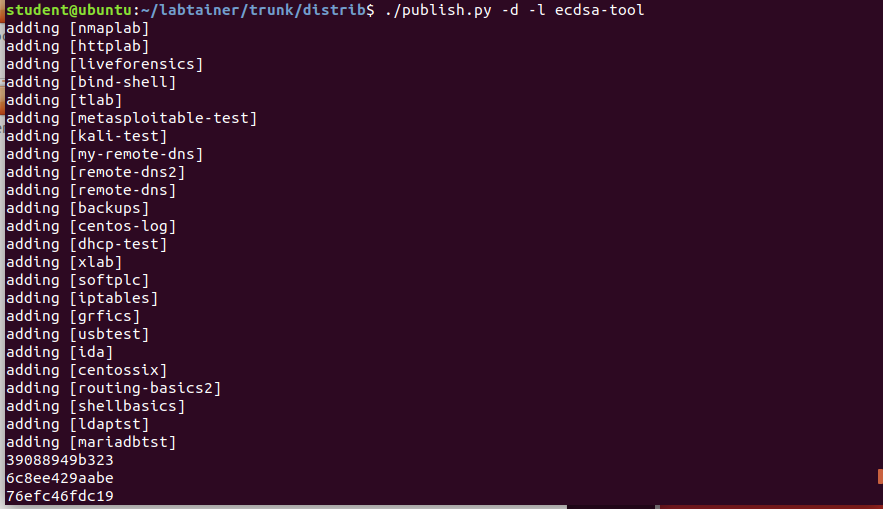 student@ubuntu:~/labtainer/trunk/distrib$ ./publish.py -d -l ecdsa-tool
adding [nmaplab]
adding [httplab]
adding [liveforensics]
adding [bind-shell]
adding [tlab]
adding [metasploitable-test]
adding [kali-test]
adding [my-remote-dns]
adding [remote-dns2]
adding [remote-dns]
adding [backups]
adding [centos-log]
adding [dhcp-test]
adding [xlab]
adding [softplc]
adding [iptables]
adding [grfics]
adding [usbtest]
adding [ida]
adding [centossix]
adding [routing-basics2]
adding [shellbasics]
adding [ldaptst]
adding [mariadbtst]
39088949b323
6c8ee429aabe
76efc46fdc19